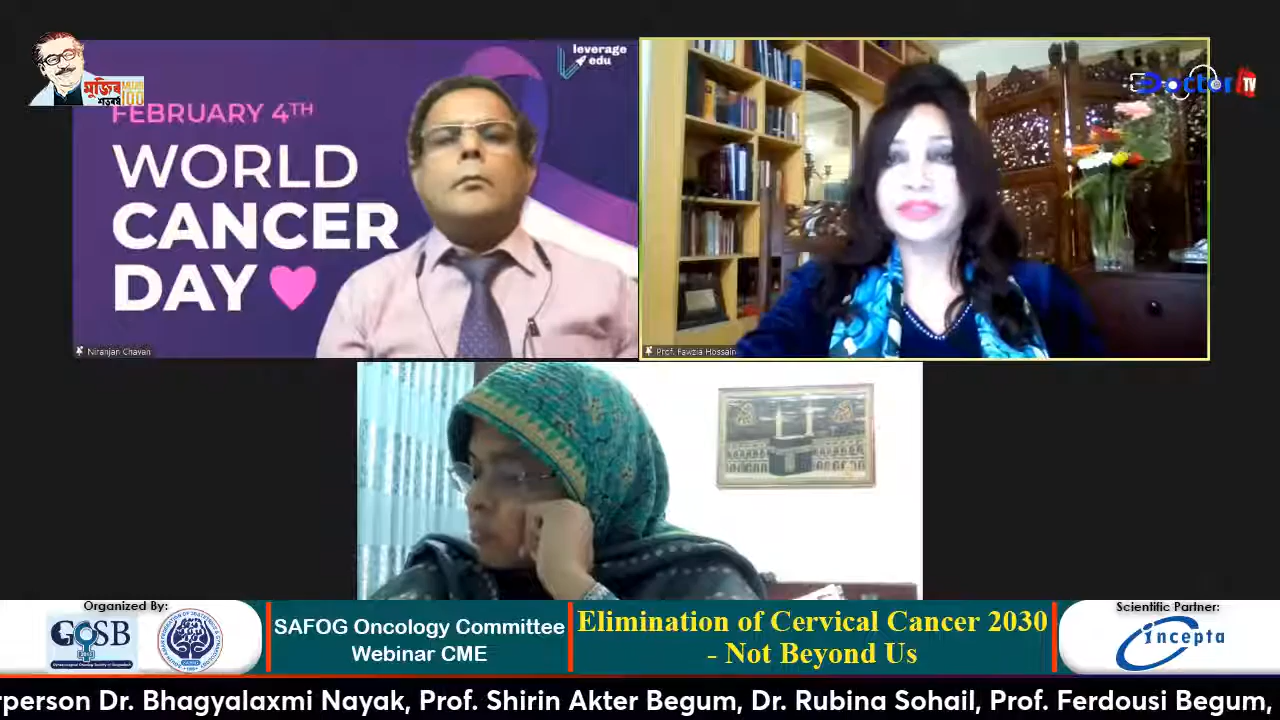 মুজিব
শতবর্ষ
100
leverage
edu
Doctor TV
FEBRUARY 4TH
WORLD
CANCER
DAY
Niranjan Chavan
Prof. Fawzia Hossain
Organized By:
GOSB
SAFOG Oncology Committee
Webinar CME
Elimination of Cervical Cancer 2030
- Not Beyond Us
Scientific Partner:
incepta
rperson Dr. Bhagyalaxmi Nayak, Prof. Shirin Akter Begum, Dr. Rubina Sohail, Prof. Ferdousi Begum,